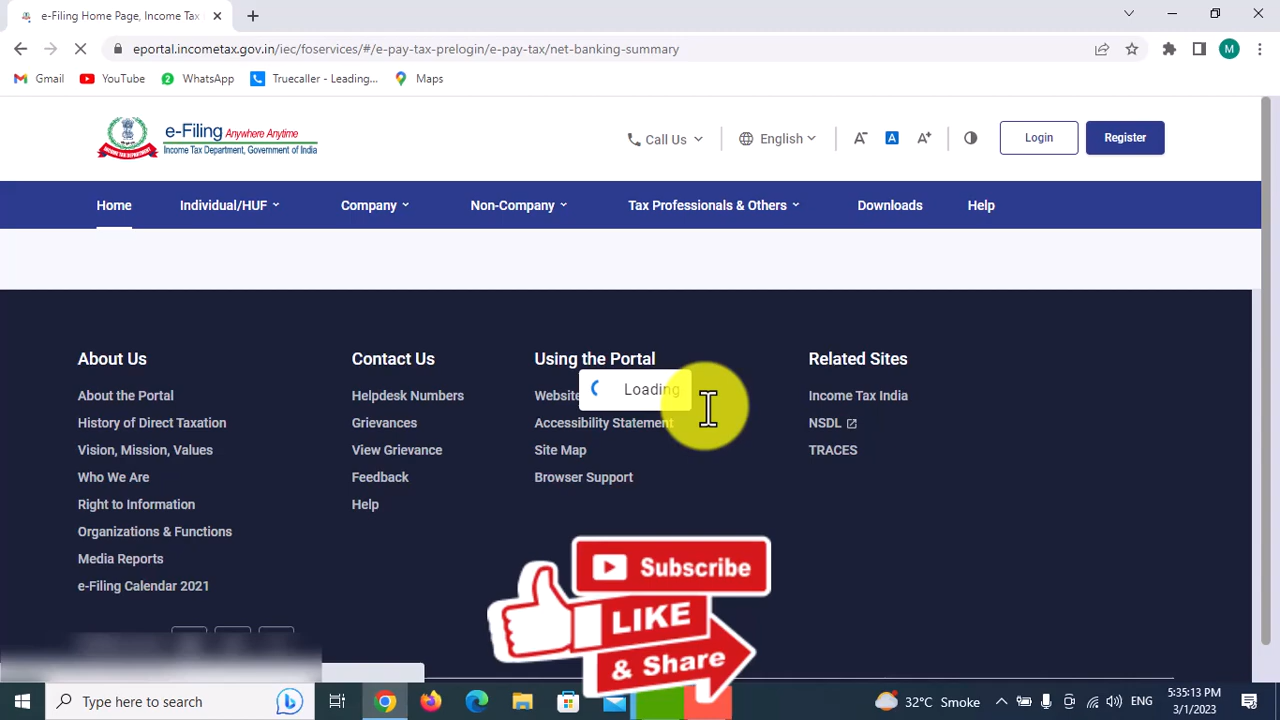 e-Filing Home Page, Income Tax
eportal.incometax.gov.in/iec/foservices/#/e-pay-tax-prelogin/e-pay-tax/net-banking-summary
M
Gmail
YouTube
2
WhatsApp
Truecaller - Leading...
Maps
e-Filing Anywhere Anytime
Income Tax Department, Government of India
INCOME TAX DEPARTMENT
Call Us
English
A-
A
A+
Login
Register
Home
Individual/HUF
Company
Non-Company
Tax Professionals & Others
Downloads
Help
About Us
About the Portal
History of Direct Taxation
Vision, Mission, Values
Who We Are
Right to Information
Organizations & Functions
Media Reports
e-Filing Calendar 2021
Contact Us
Helpdesk Numbers
Grievances
View Grievance
Feedback
Help
Using the Portal
Website
Loading
Accessibility Statement
Site Map
Browser Support
Related Sites
Income Tax India
NSDL
TRACES
Subscribe
LIKE
& Share
Type here to search
32°C Smoke
ENG
5:35:13 PM
3/1/2023